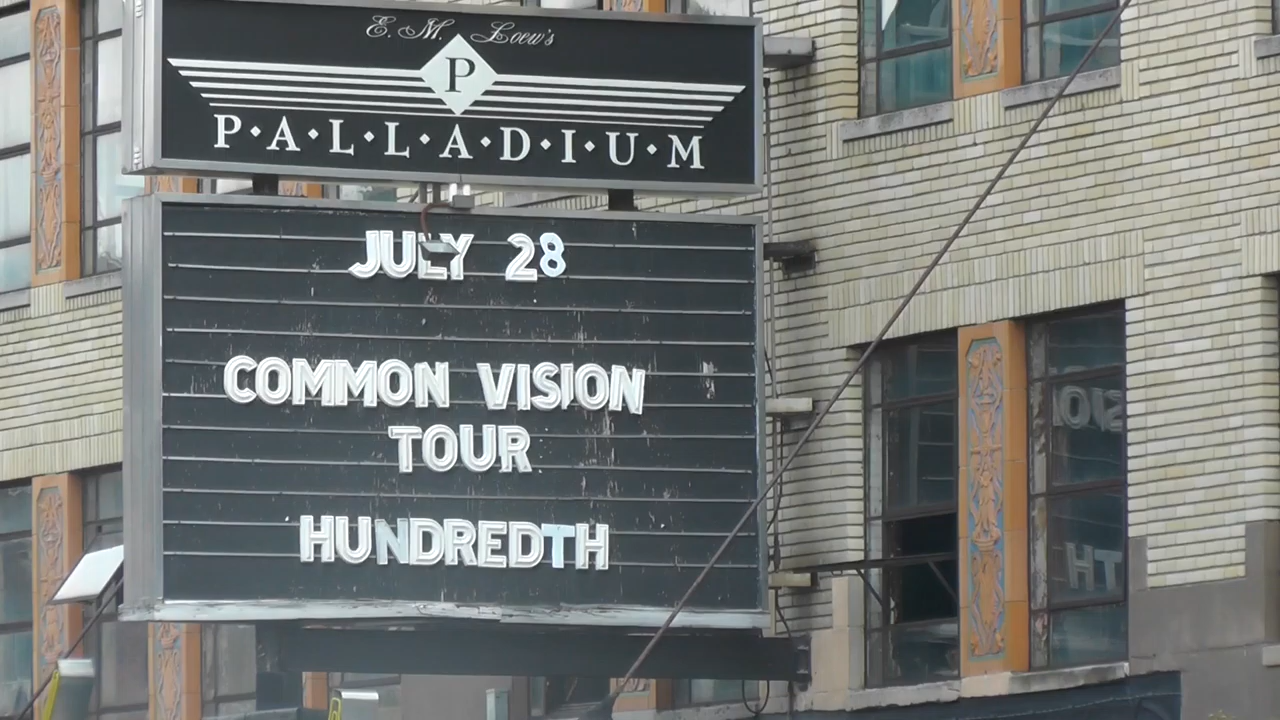 E. M. Loew's
P
P·A·L·L·A·D·I·U·M
JULY 28
COMMON VISION
TOUR
HUNDREDTH